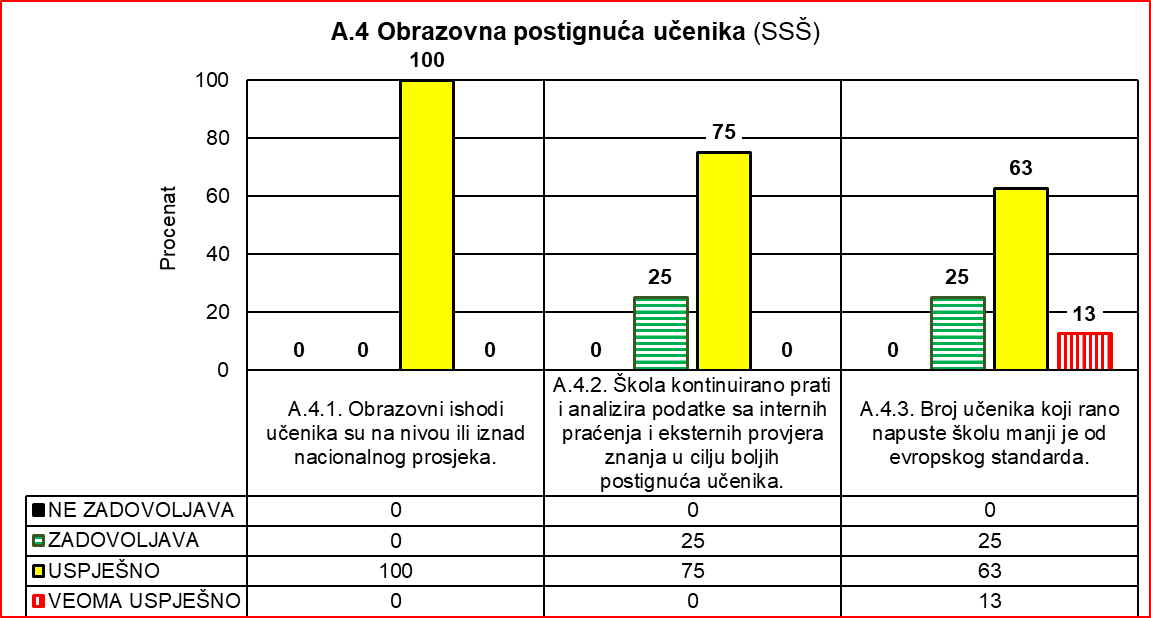 A.4 Obrazovna postignuća učenika (SSŠ)
100
75
63
25
25
13
0 0 0 0 0 0
Procenat
100
80
60
40
20
0
A.4.1. Obrazovni ishodi
učenika su na nivou ili iznad
nacionalnog prosjeka.
A.4.2. Škola kontinuirano prati
i analizira podatke sa internih
praćenja i eksternih provjera
znanja u cilju boljih
postignuća učenika.
A.4.3. Broj učenika koji rano
napuste školu manji je od
evropskog standarda.
NE ZADOVOLJAVA 0 0 0
ZADOVOLJAVA 0 25 25
USPJEŠNO 100 75 63
VEOMA USPJEŠNO 0 0 13